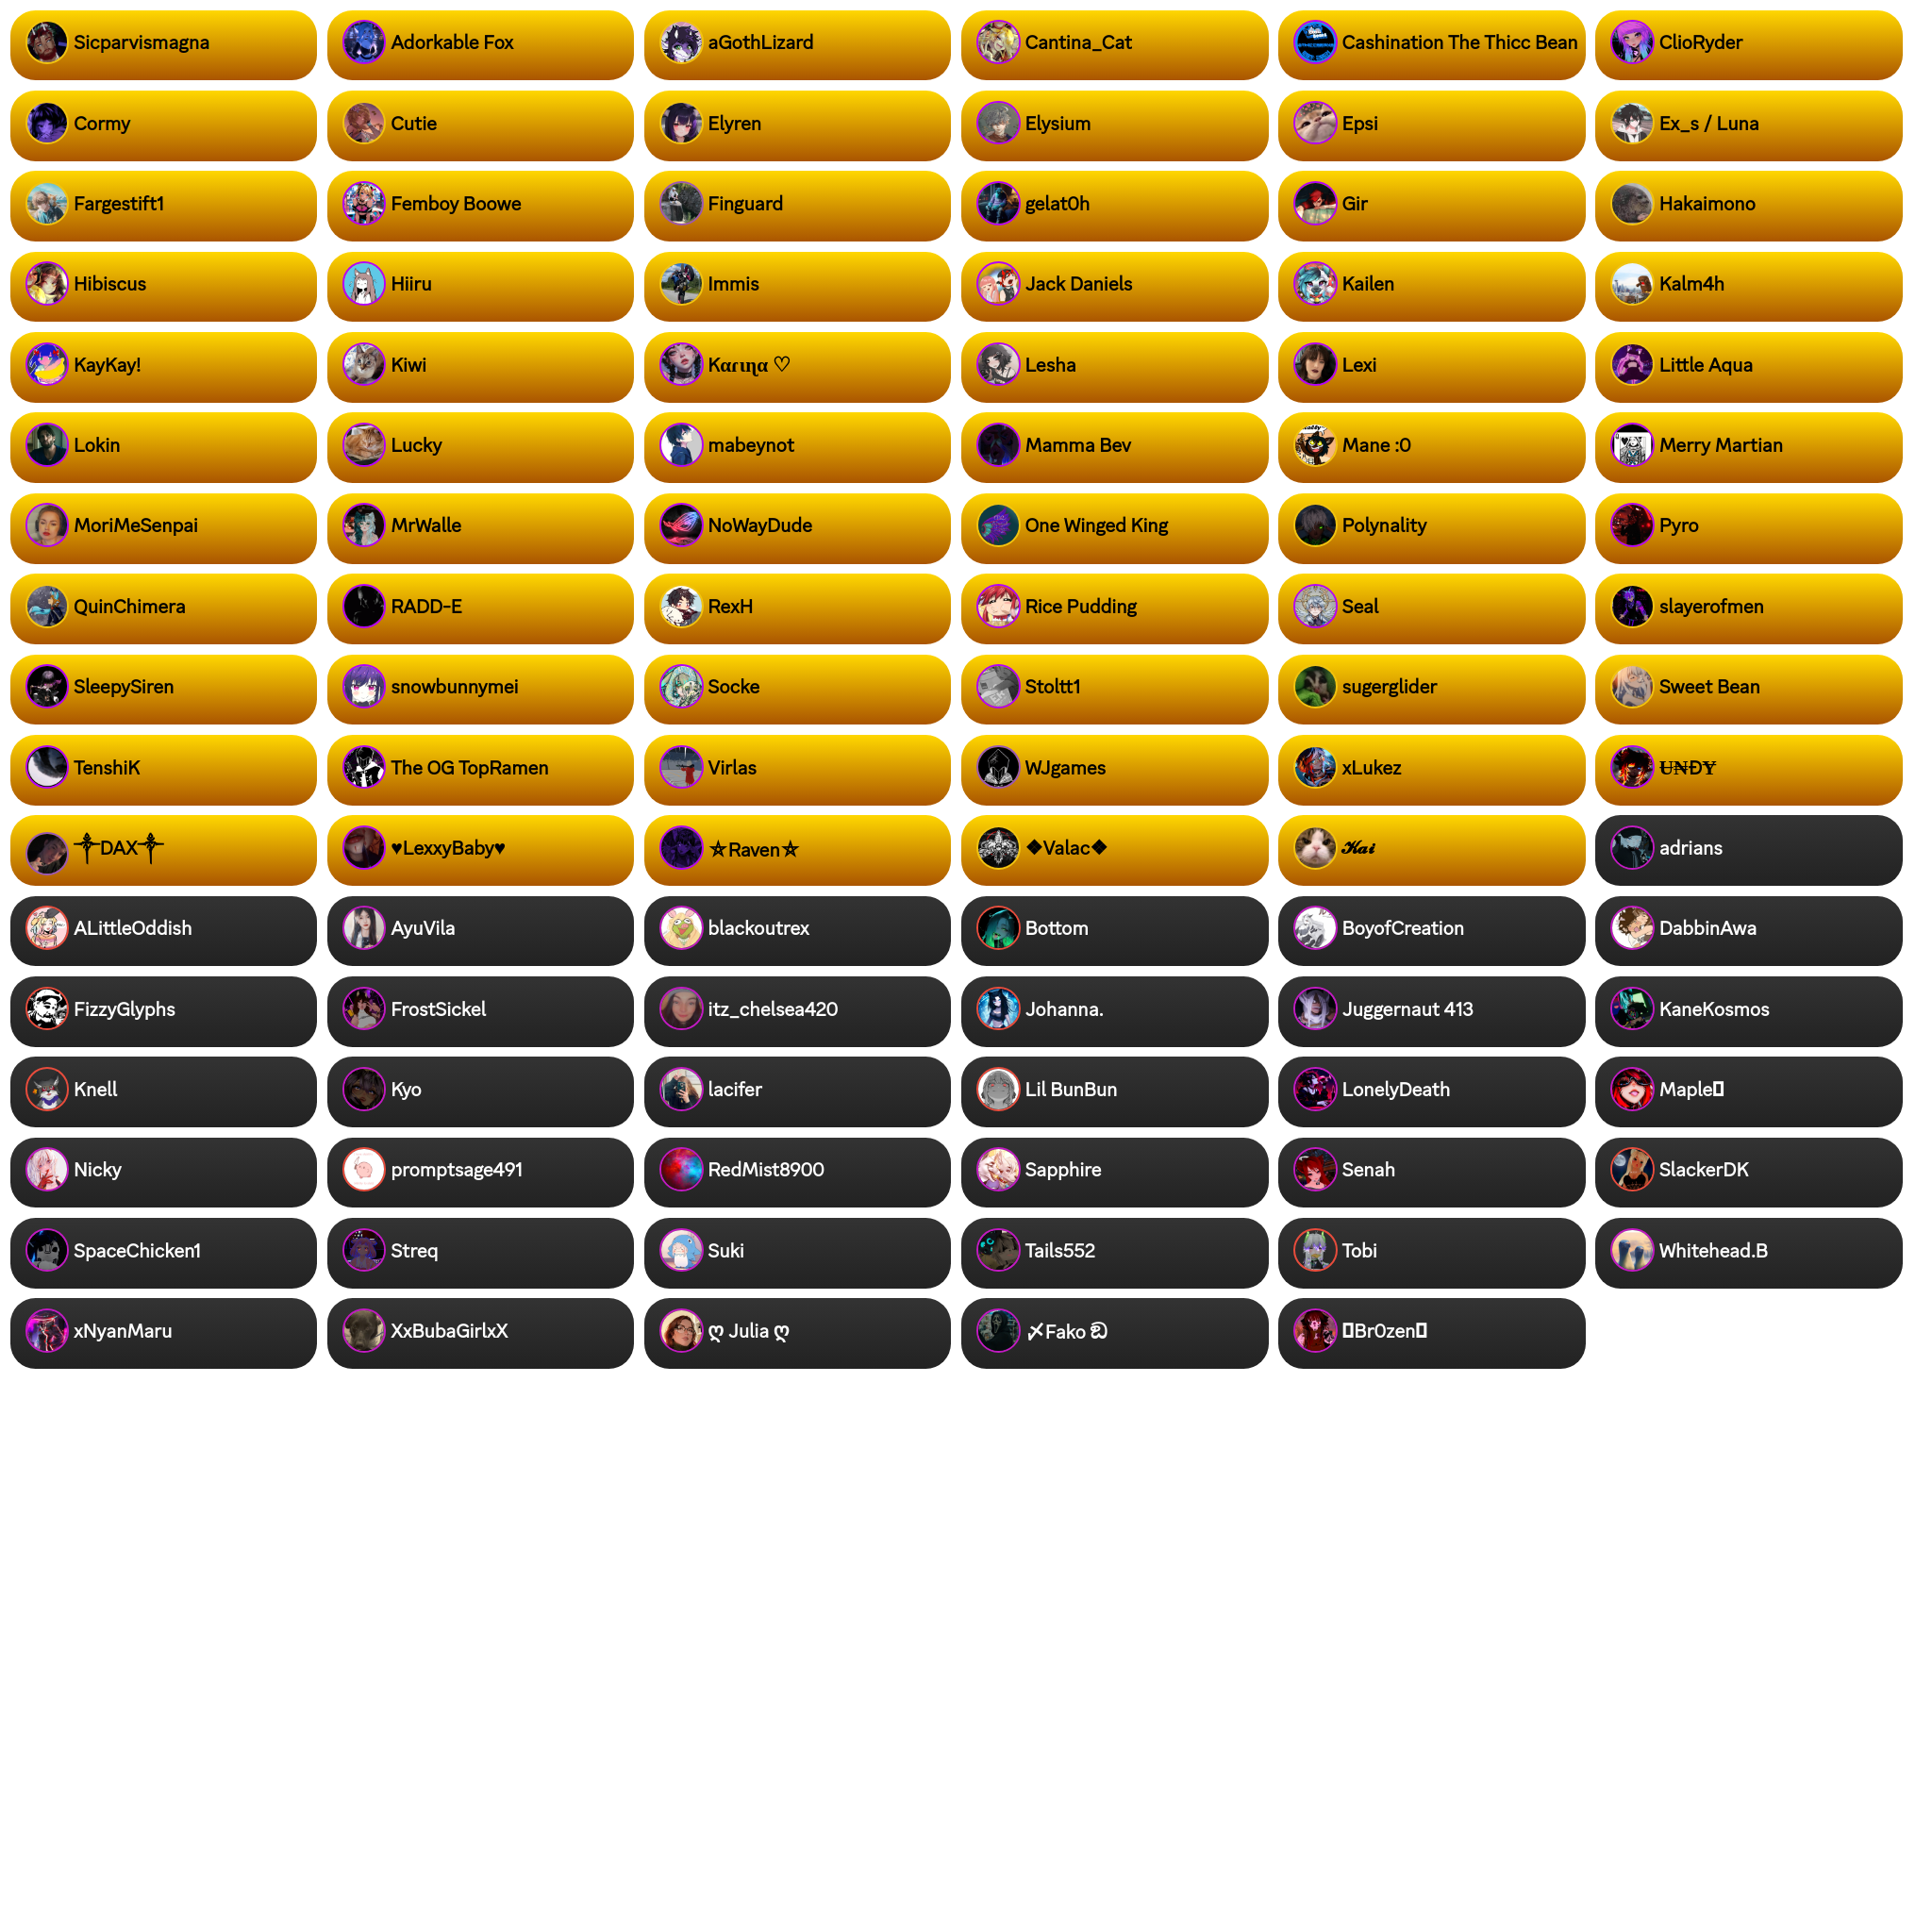 Sicparvismagna
Adorkable Fox
aGothLizard
Cantina_Cat
Cashination The Thicc Bean
ClioRyder
Cormy
Cutie
Elyren
Elysium
Epsi
Ex_s / Luna
Fargestift1
Femboy Boowe
Finguard
gelat0h
Gir
Hakaimono
Hibiscus
Hiiru
Immis
Jack Daniels
Kailen
Kalm4h
KayKay!
Kiwi
Kαɾιɳα ♡
Lesha
Lexi
Little Aqua
Lokin
Lucky
mabeynot
Mamma Bev
Mane :0
Merry Martian
MoriMeSenpai
MrWalle
NoWayDude
One Winged King
Polynality
Pyro
QuinChimera
RADD-E
RexH
Rice Pudding
Seal
slayerofmen
SleepySiren
snowbunnymei
Socke
Stoltt1
sugerglider
Sweet Bean
TenshiK
The OG TopRamen
Virlas
WJgames
xLukez
U̶N̶D̶Y̶
⸸DAX⸸
♥LexxyBaby♥
⛤Raven⛤
❖Valac❖
𝓚𝓪𝓲
adrians
ALittleOddish
AyuVila
blackoutrex
Bottom
BoyofCreation
DabbinAwa
FizzyGlyphs
FrostSickel
itz_chelsea420
Johanna.
Juggernaut 413
KaneKosmos
Knell
Kyo
lacifer
Lil BunBun
LonelyDeath
Maple
Nicky
promptsage491
RedMist8900
Sapphire
Senah
SlackerDK
SpaceChicken1
Streq
Suki
Tails552
Tobi
Whitehead.B
xNyanMaru
XxBubaGirlxX
ღ Julia ღ
〆Fako ඞ
Br0zen